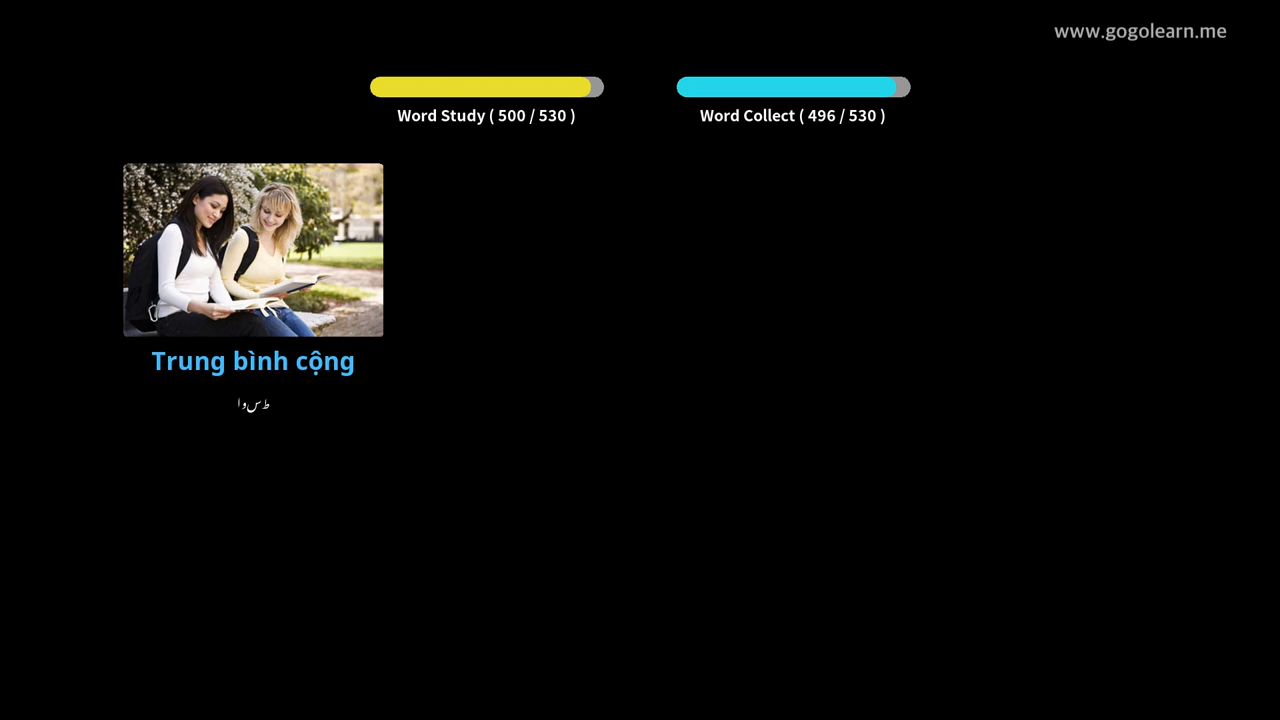 www.gogolearn.me
Word Study ( 500 / 530 )
Word Collect ( 496 / 530 )
Trung bình cộng
اوسط